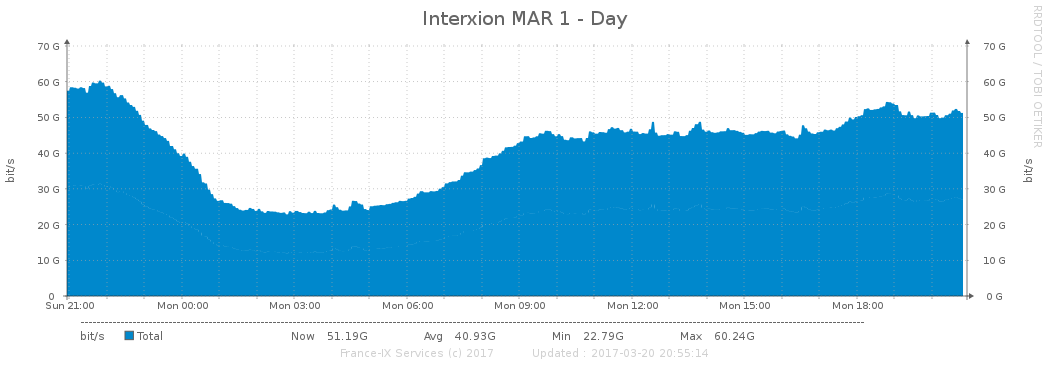 Interxion MAR 1 - Day
RRDTOOL / TOBI OETIKER
70 G 70 G
60 G 60 G
50 G 50 G
40 G 40 G
30 G 30 G
20 G 20 G
10 G 10 G
0 0 G
bit/s bit/s
Sun 21:00 Mon 00:00 Mon 03:00 Mon 06:00 Mon 09:00 Mon 12:00 Mon 15:00 Mon 18:00
bit/s Total Now 51.19G Avg 40.93G Min 22.79G Max 60.24G
France-IX Services (c) 2017 Updated : 2017-03-20 20:55:14